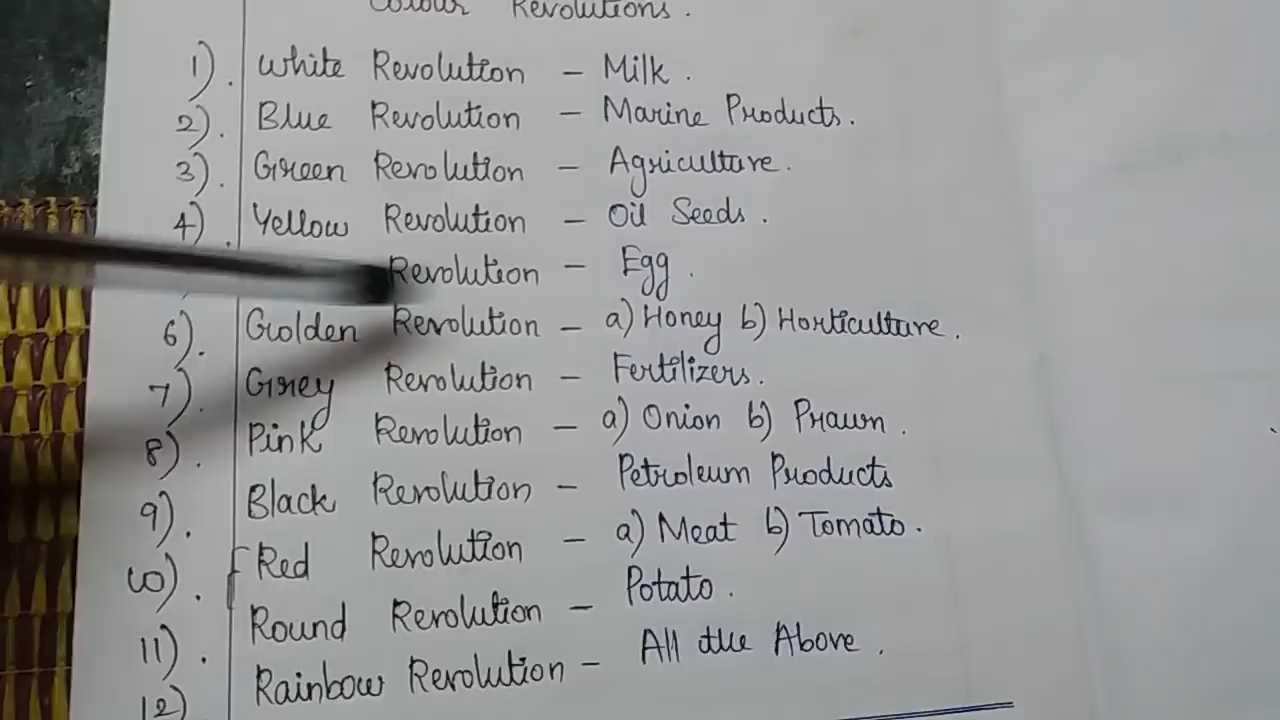 Colour Revolutions.
1). White Revolution - Milk.
2). Blue Revolution - Marine Products.
3). Green Revolution - Agriculture.
4). Yellow Revolution - Oil Seeds.
Revolution - Egg.
6). Golden Revolution - a) Honey b) Horticulture.
7). Grey Revolution - Fertilizers.
8). Pink Revolution - a) Onion b) Prawn.
9). Black Revolution - Petroleum Products
10). Red Revolution - a) Meat b) Tomato.
11). Round Revolution - Potato.
12) Rainbow Revolution - All the Above.